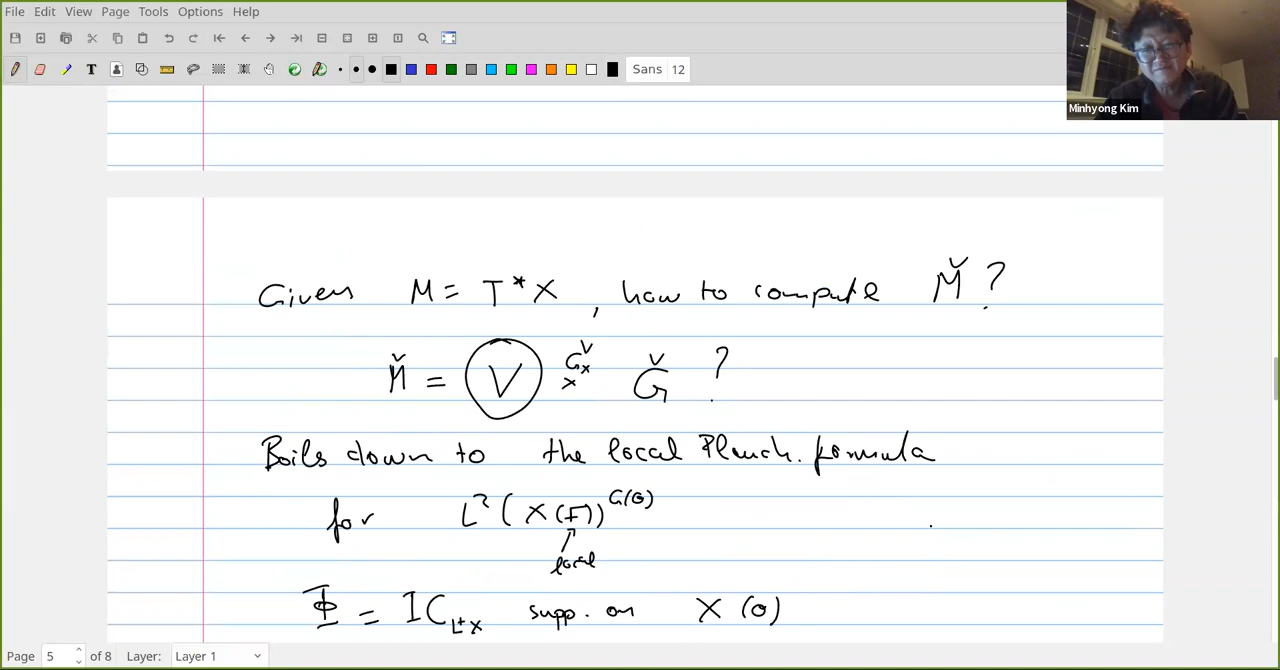 File Edit View Page Tools Options Help
Sans 12
Minhyong Kim
Given M = T*X, how to compute M̌ ?
M̌ = V ×^{Ǧ_X} Ǧ ?
Boils down to the local Planch. formula
for L²(X(F))^{G(O)}
local
Φ = IC_{L⁺X} supp. on X(O)
Page 5 of 8 Layer: Layer 1